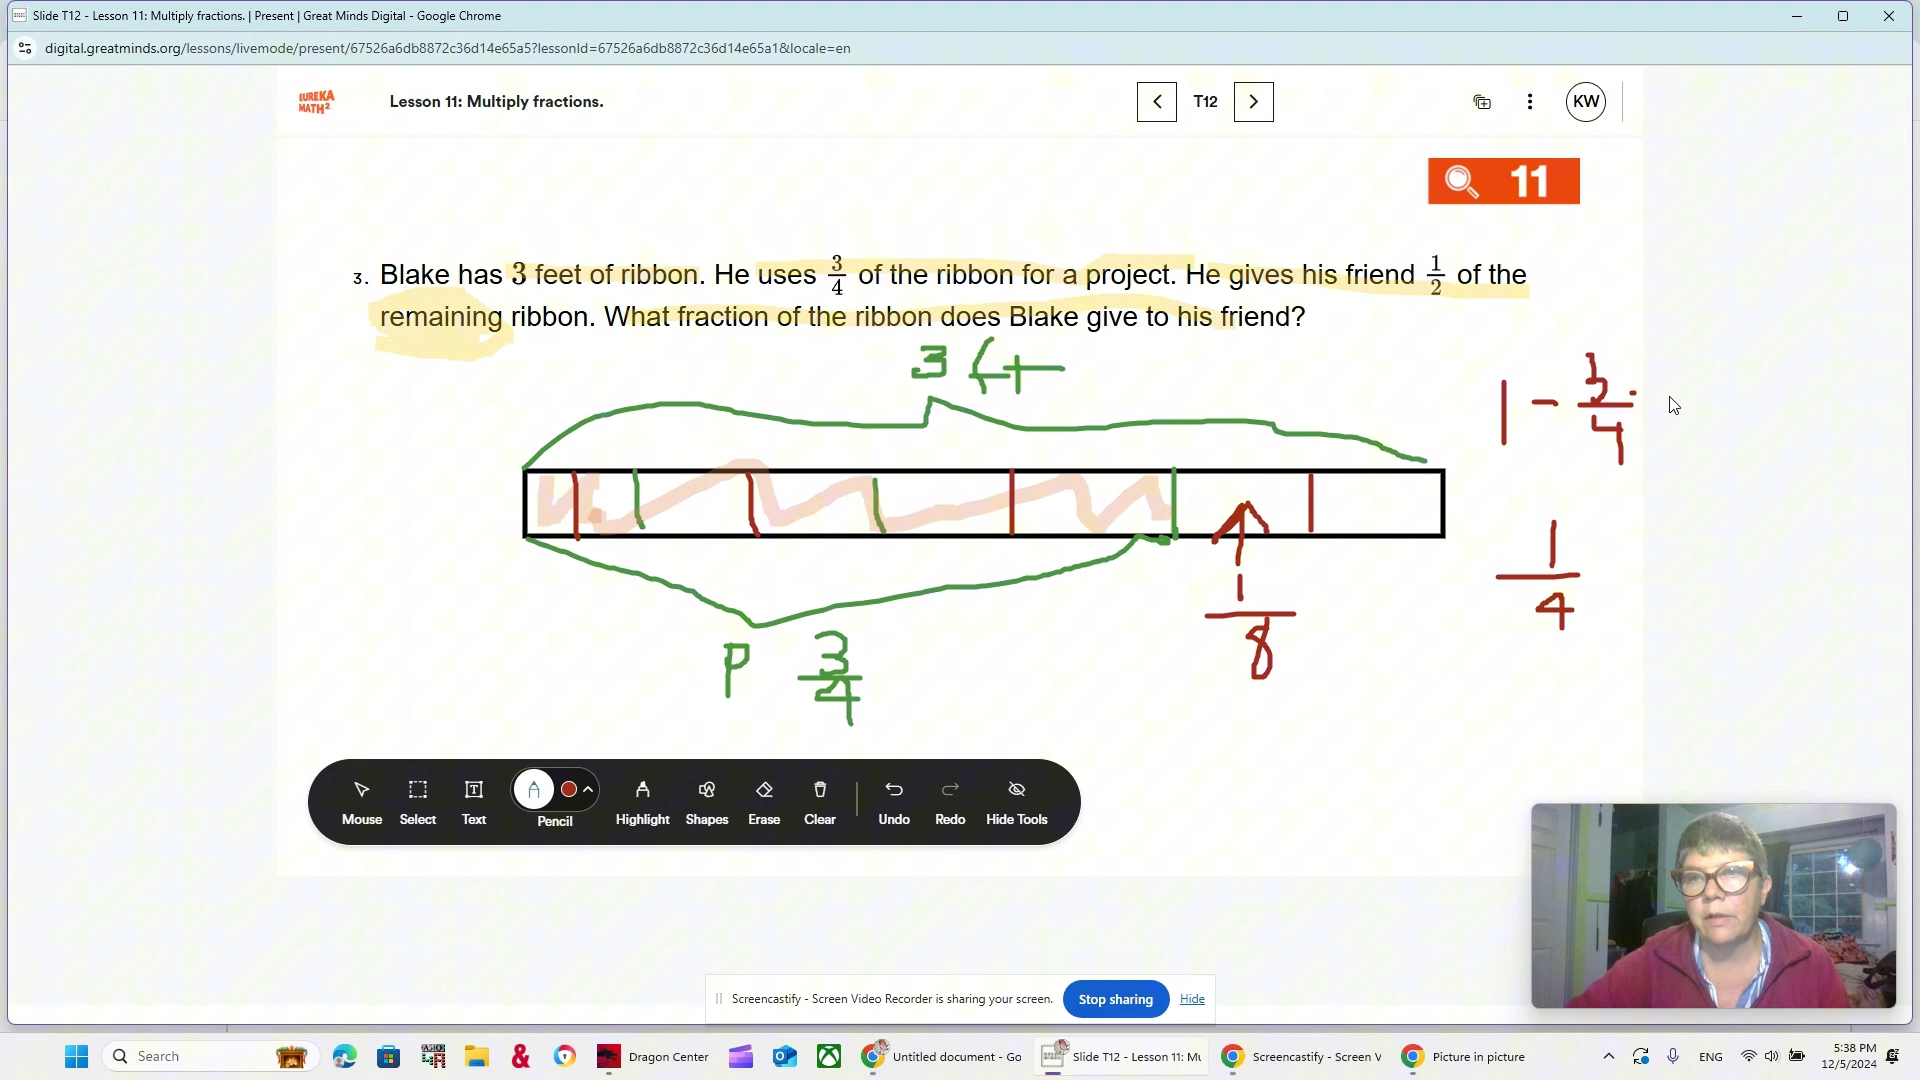 Slide T12 - Lesson 11: Multiply fractions. | Present | Great Minds Digital - Google Chrome
digital.greatminds.org/lessons/livemode/present/67526a6db8872c36d14e65a5?lessonId=67526a6db8872c36d14e65a1&locale=en
EUREKA
MATH²
Lesson 11: Multiply fractions.
T12
KW
11
3. Blake has 3 feet of ribbon. He uses 3/4 of the ribbon for a project. He gives his friend 1/2 of the
remaining ribbon. What fraction of the ribbon does Blake give to his friend?
3 ft
1 - 3/4
1/4
1/8
P 3/4
Mouse Select Text Pencil Highlight Shapes Erase Clear Undo Redo Hide Tools
Screencastify - Screen Video Recorder is sharing your screen. Stop sharing Hide
Search
Dragon Center
Untitled document - Go
Slide T12 - Lesson 11: Mu
Screencastify - Screen V
Picture in picture
ENG
5:38 PM
12/5/2024